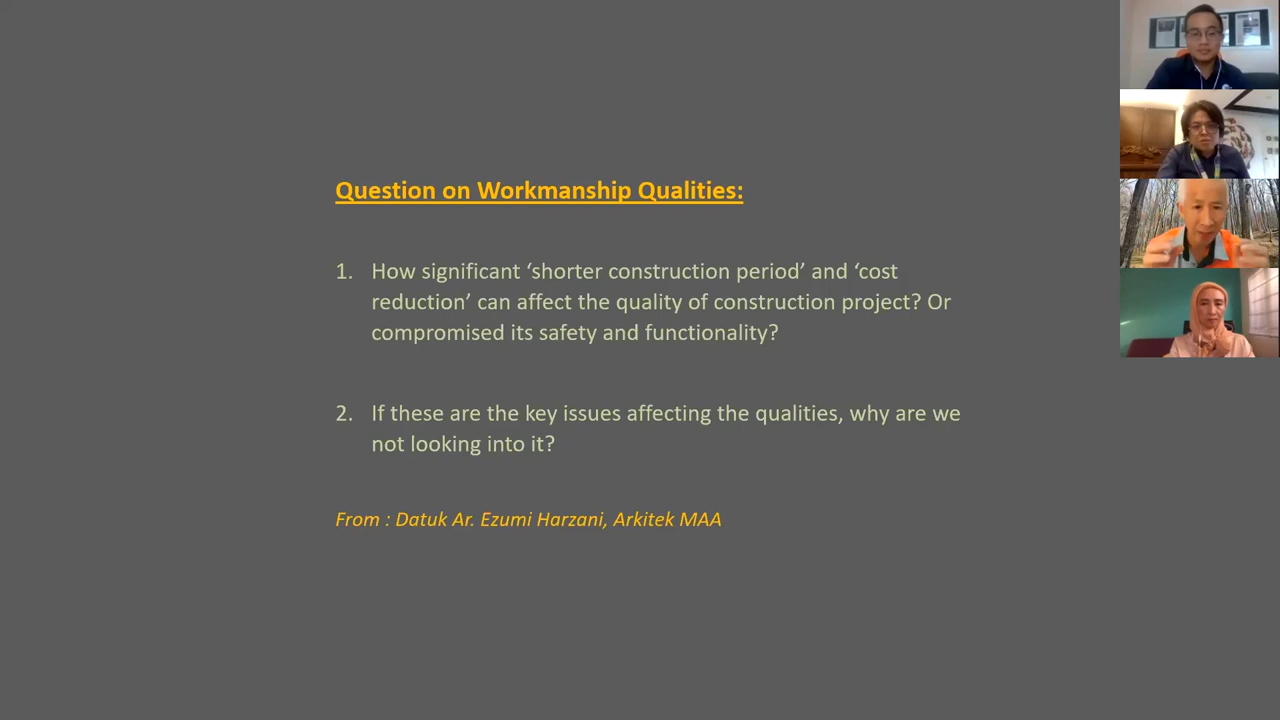 Question on Workmanship Qualities:
1. How significant ‘shorter construction period’ and ‘cost
reduction’ can affect the quality of construction project? Or
compromised its safety and functionality?
2. If these are the key issues affecting the qualities, why are we
not looking into it?
From : Datuk Ar. Ezumi Harzani, Arkitek MAA